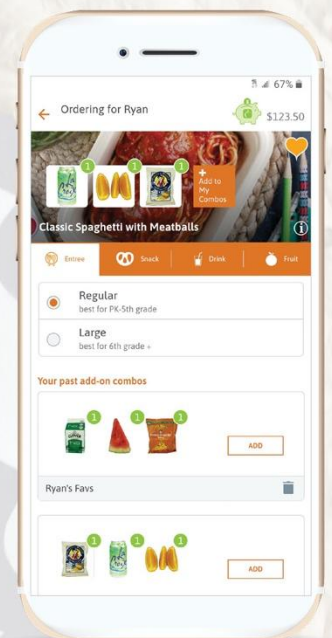 67%
Ordering for Ryan
$123.50
1
1
1
+
Add to
My
Combos
Classic Spaghetti with Meatballs
Entree
Snack
Drink
Fruit
Regular
best for PK-5th grade
Large
best for 6th grade +
Your past add-on combos
1
1
1
ADD
Ryan's Favs
1
1
1
ADD